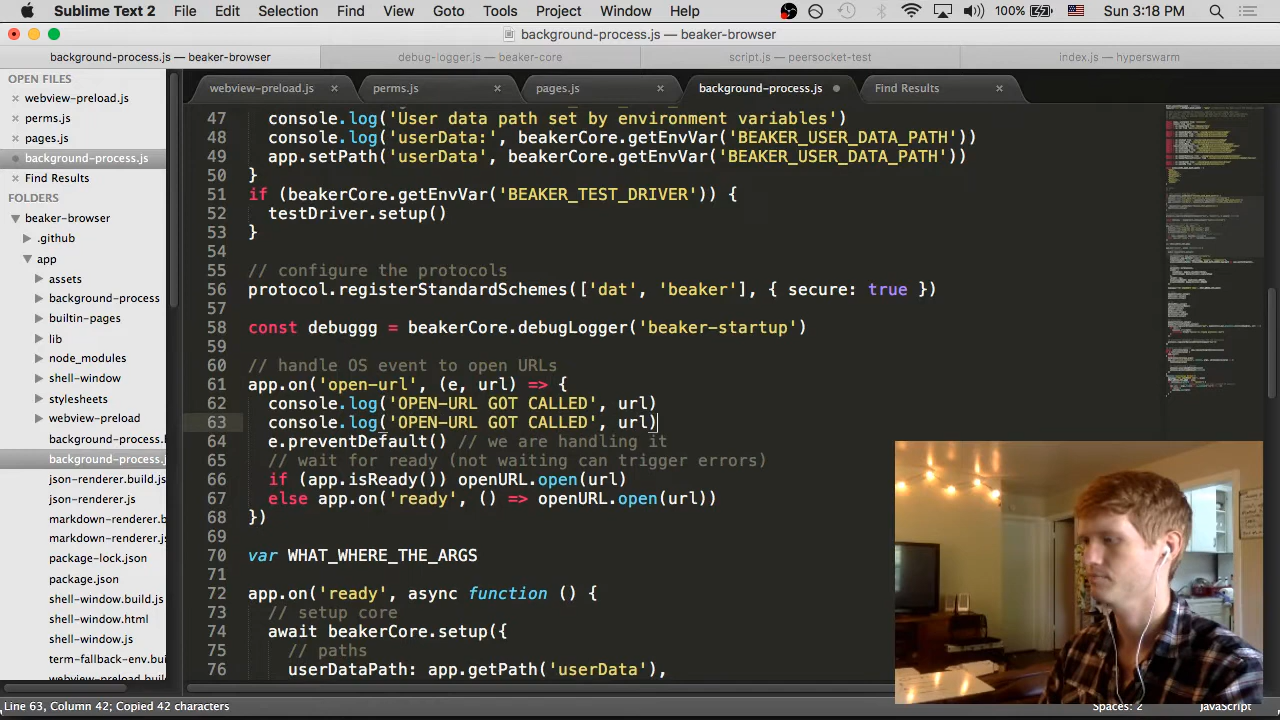 Sublime Text 2 File Edit Selection Find View Goto Tools Project Window Help 100% Sun 3:18 PM
background-process.js — beaker-browser
background-process.js — beaker-browser debug-logger.js — beaker-core script.js — peersocket-test index.js — hyperswarm
OPEN FILES
webview-preload.js
perms.js
pages.js
background-process.js
Find Results
FOLDERS
beaker-browser
.github
app
assets
background-process
builtin-pages
lib
node_modules
shell-window
stylesheets
webview-preload
background-process.b
background-process.j
json-renderer.build.js
json-renderer.js
markdown-renderer.b
markdown-renderer.js
package-lock.json
package.json
shell-window.build.js
shell-window.html
shell-window.js
term-fallback-env.bui
webview-preload.buil
webview-preload.js perms.js pages.js background-process.js Find Results
47 console.log('User data path set by environment variables')
48 console.log('userData', beakerCore.getEnvVar('BEAKER_USER_DATA_PATH'))
49 app.setPath('userData', beakerCore.getEnvVar('BEAKER_USER_DATA_PATH'))
50 }
51 if (beakerCore.getEnvVar('BEAKER_TEST_DRIVER')) {
52 testDriver.setup()
53 }
54
55 // configure the protocols
56 protocol.registerStandardSchemes(['dat', 'beaker'], { secure: true })
57
58 const debuggg = beakerCore.debugLogger('beaker-startup')
59
60 // handle OS event to open URLs
61 app.on('open-url', (e, url) => {
62 console.log('OPEN-URL GOT CALLED', url)
63 console.log('OPEN-URL GOT CALLED', url)
64 e.preventDefault() // we are handling it
65 // wait for ready (not waiting can trigger errors)
66 if (app.isReady()) openURL.open(url)
67 else app.on('ready', () => openURL.open(url))
68 })
69
70 var WHAT_WHERE_THE_ARGS
71
72 app.on('ready', async function () {
73 // setup core
74 await beakerCore.setup({
75 // paths
76 userDataPath: app.getPath('userData'),
Line 63, Column 42; Copied 42 characters Spaces: 2 JavaScript